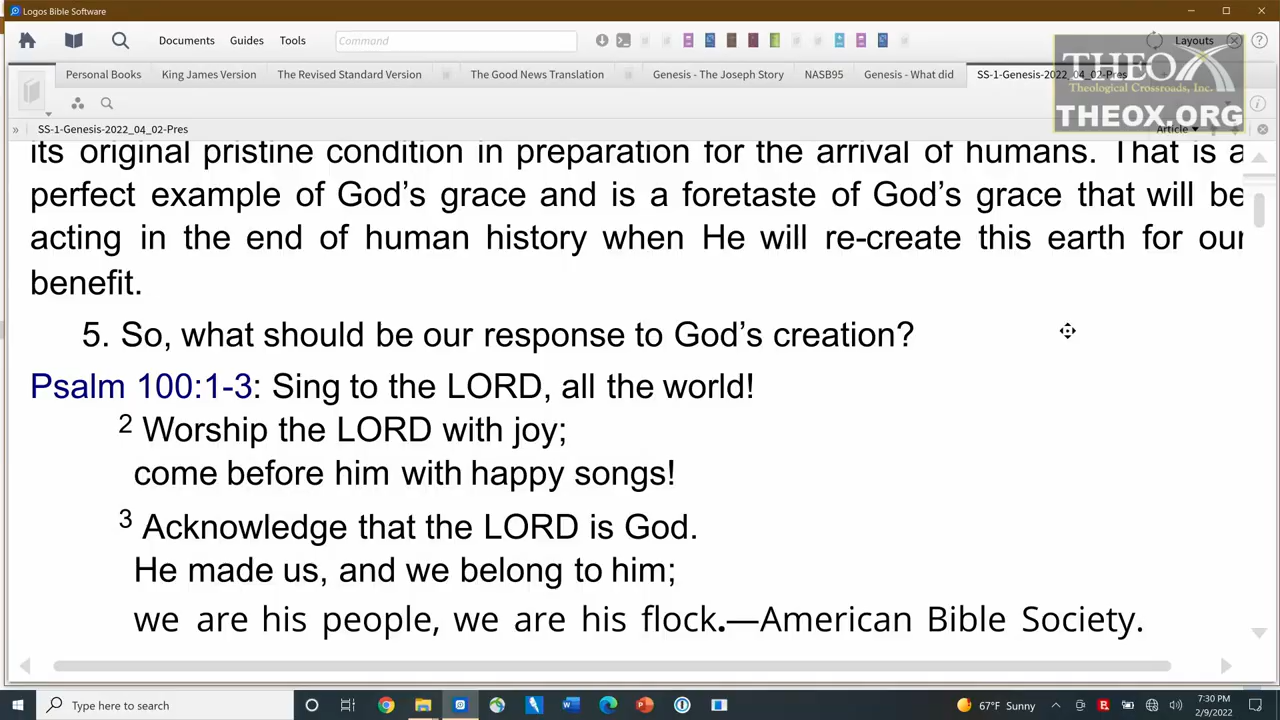 Logos Bible Software
Documents Guides Tools Command Layouts
THEOX
Theological Crossroads, Inc.
THEOX.ORG
Personal Books King James Version The Revised Standard Version The Good News Translation Genesis - The Joseph Story NASB95 Genesis - What did SS-1-Genesis-2022_04_02-Pres
SS-1-Genesis-2022_04_02-Pres Article
its original pristine condition in preparation for the arrival of humans. That is a
perfect example of God’s grace and is a foretaste of God’s grace that will be
acting in the end of human history when He will re-create this earth for our
benefit.
5. So, what should be our response to God’s creation?
Psalm 100:1-3: Sing to the LORD, all the world!
2 Worship the LORD with joy;
come before him with happy songs!
3 Acknowledge that the LORD is God.
He made us, and we belong to him;
we are his people, we are his flock.—American Bible Society.
Type here to search 67°F Sunny 7:30 PM
2/9/2022